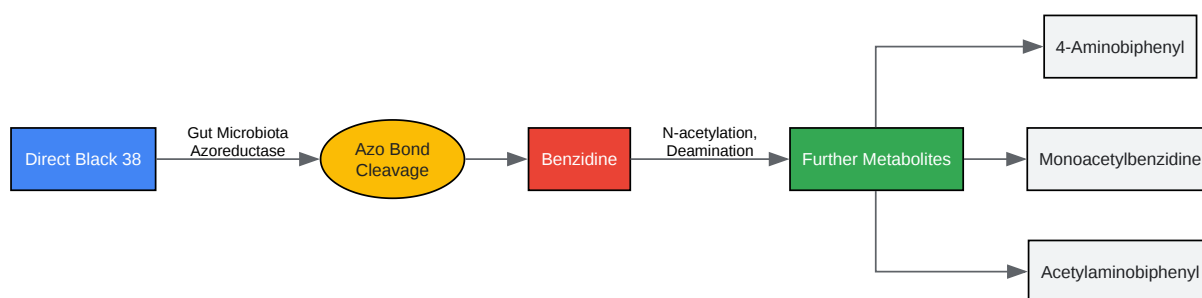 4-Aminobiphenyl
Direct Black 38
Gut Microbiota
Azoreductase
Azo Bond
Cleavage
Benzidine
N-acetylation,
Deamination
Further Metabolites
Monoacetylbenzidine
Acetylaminobiphenyl